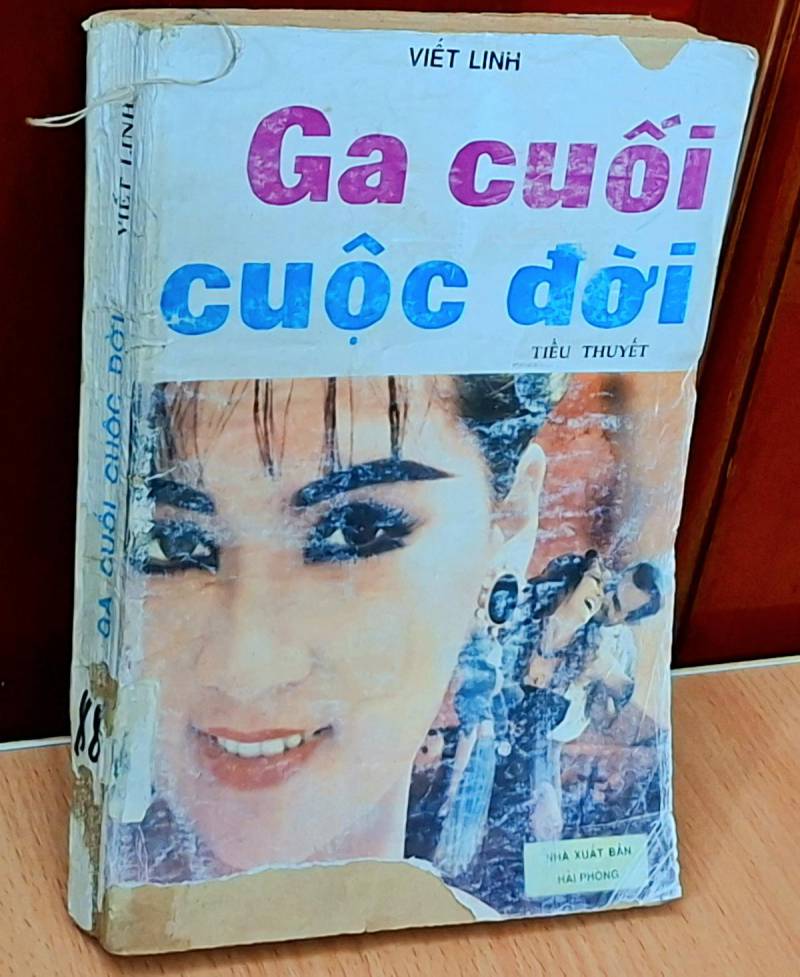 VIẾT LINH
Ga cuối
cuộc đời
TIỂU THUYẾT
NHÀ XUẤT BẢN
HẢI PHÒNG
VIẾT LINH
GA CUỐI CUỘC ĐỜI
88